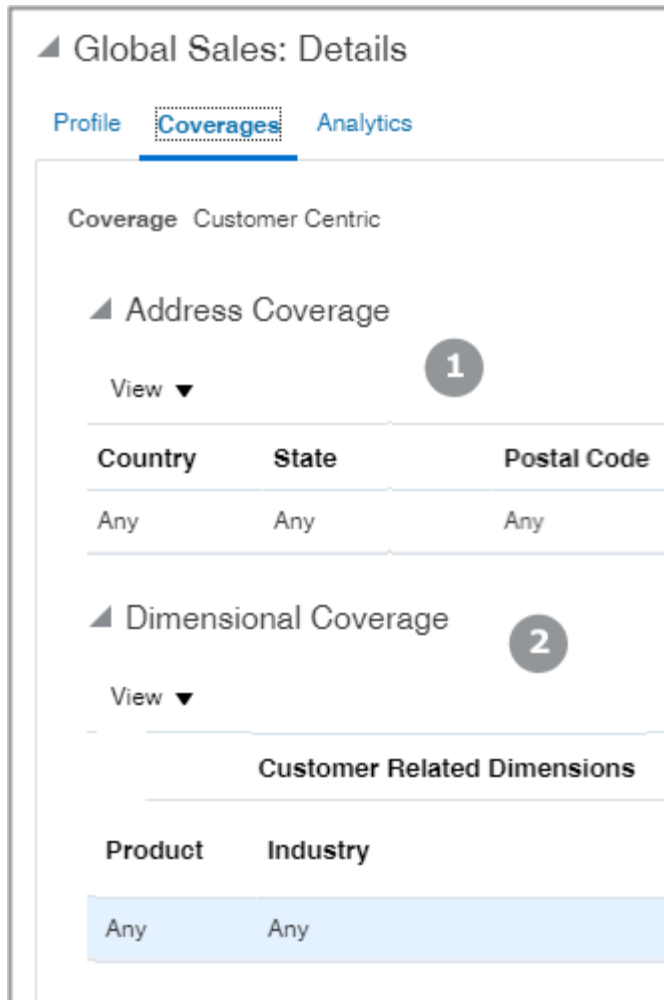 Global Sales: Details
Profile Coverages Analytics
Coverage Customer Centric
Address Coverage
1
View
Country State Postal Code
Any Any Any
Dimensional Coverage
2
View
Customer Related Dimensions
Product Industry
Any Any